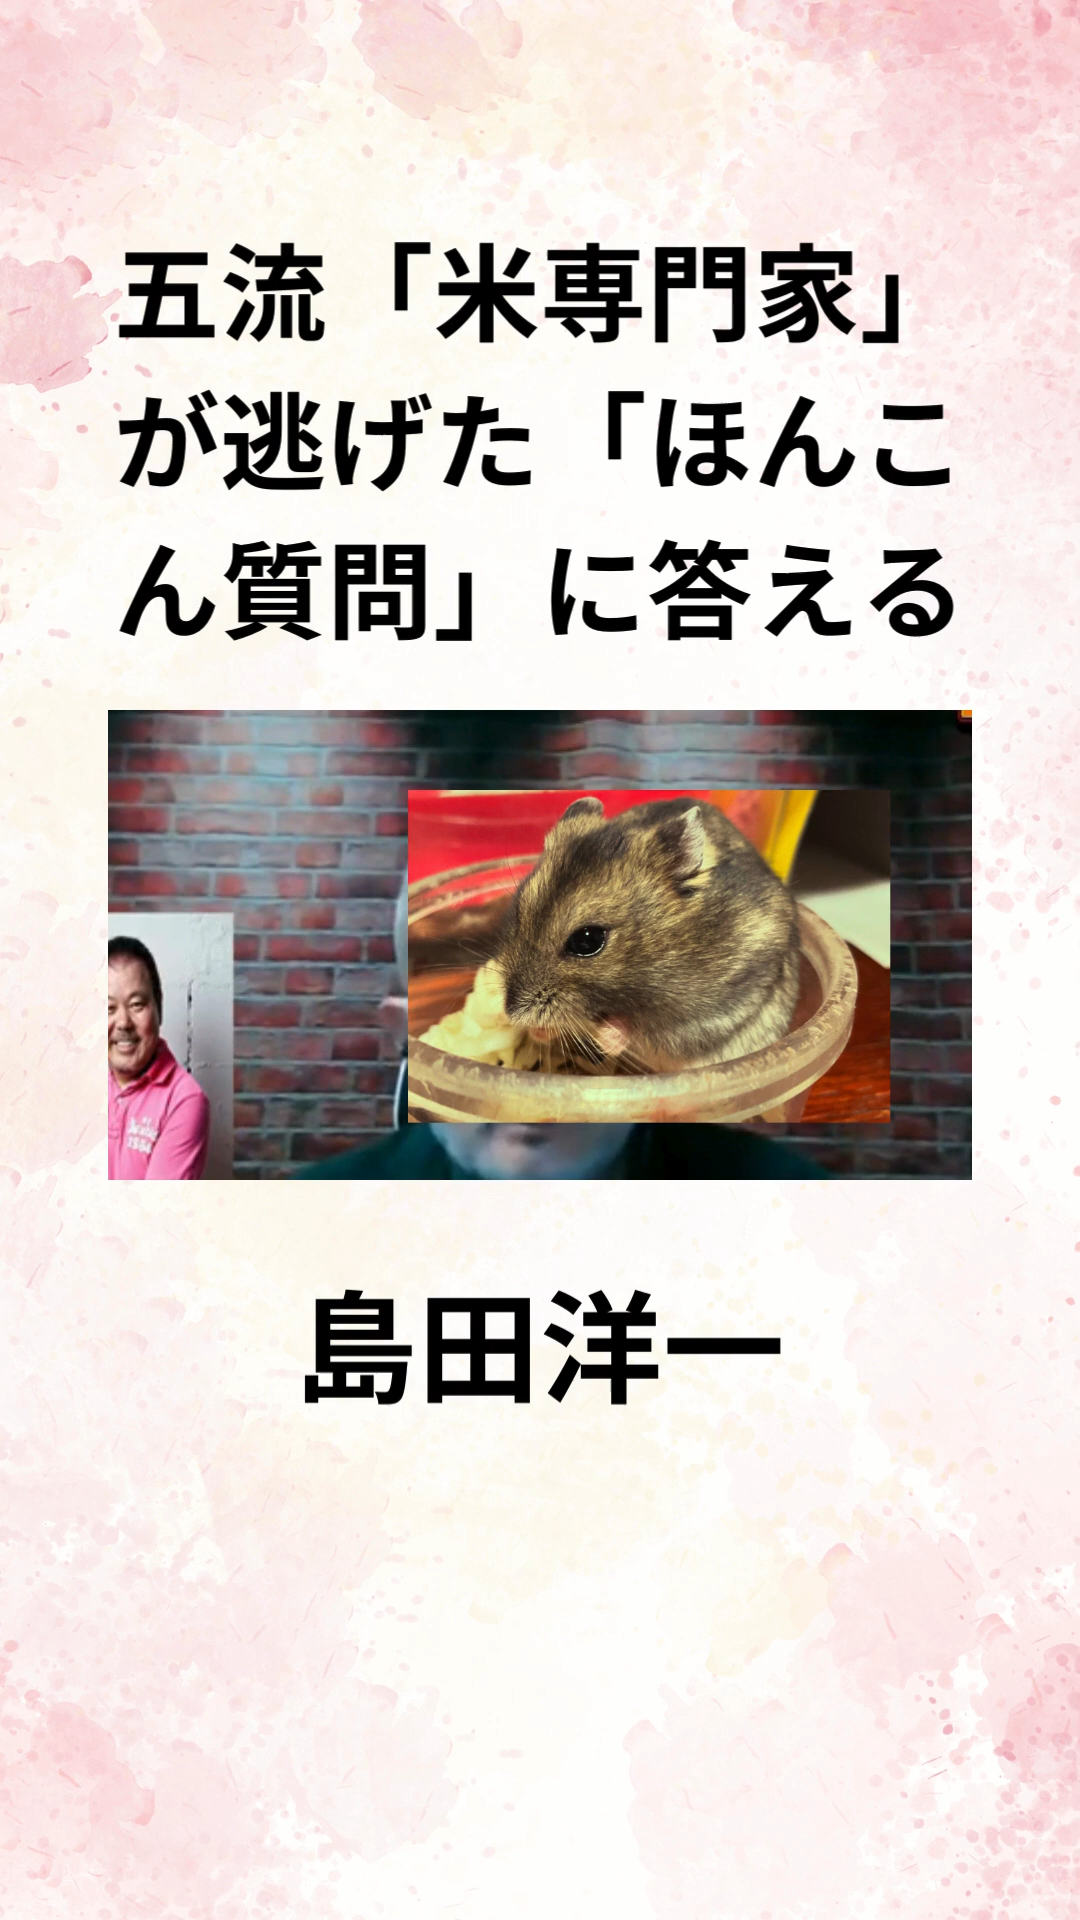 五流「米専門家」
が逃げた「ほんこ
ん質問」に答える
島田洋一